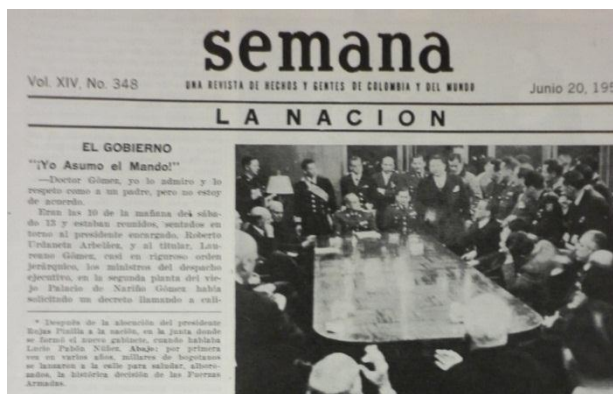 semana
Vol. XIV, No. 348
UNA REVISTA DE HECHOS Y GENTES DE COLOMBIA Y DEL MUNDO
Junio 20, 195
LA NACION
EL GOBIERNO
"¡Yo Asumo el Mando!"
—Doctor Gómez, yo lo admiro y lo
respeto como a un padre, pero no estoy
de acuerdo.
Eran las 10 de la mañana del sába-
do 13 y estaban reunidos, sentados en
torno al presidente encargado, Roberto
Urdaneta Arbeláez, y al titular, Lau-
reano Gómez, casi en riguroso orden
jerárquico, los ministros del despacho
ejecutivo, en la segunda planta del vie-
jo Palacio de Nariño Gómez había
solicitado un decreto llamando a cali-
* Después de la alocución del presidente
Rojas Pinilla a la nación, en la junta donde
se formó el nuevo gabinete, cuando hablaba
Lucio Pabón Núñez. Abajo: por primera
vez en varios años, millares de bogotanos
se lanzaron a la calle para saludar, alboro-
zados, la histórica decisión de las Fuerzas
Armadas.